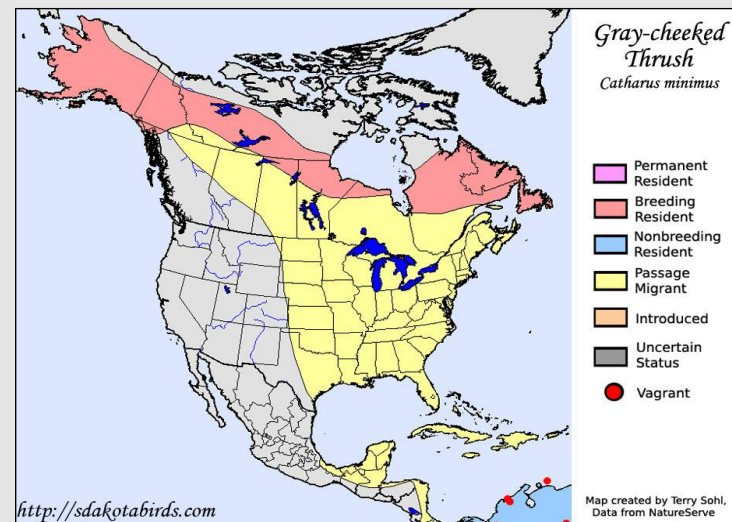 Gray-cheeked
Thrush
Catharus minimus
Permanent
Resident
Breeding
Resident
Nonbreeding
Resident
Passage
Migrant
Introduced
Uncertain
Status
Vagrant
http://sdakotabirds.com
Map created by Terry Sohl,
Data from NatureServe